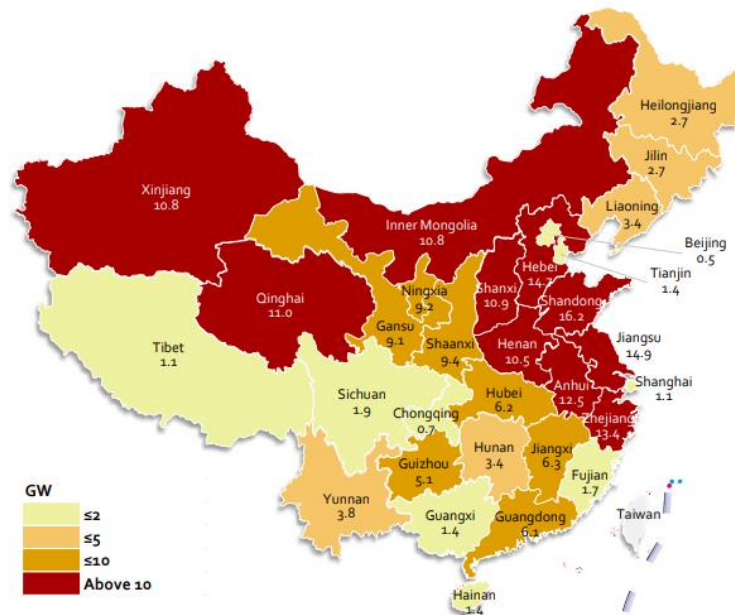 Heilongjiang
2.7
Jilin
2.7
Liaoning
3.4
Xinjiang
10.8
Inner Mongolia
10.8
Beijing
0.5
Tianjin
1.4
Hebei
Shanxi
10.9
Shandong
16.2
Qinghai
11.0
Ningxia
9.2
Gansu
9.1
Shaanxi
9.4
Henan
10.5
Jiangsu
14.9
Tibet
1.1
Anhui
12.5
Shanghai
1.1
Sichuan
1.9
Hubei
6.2
Chongqing
0.7
Zhejiang
13.4
Hunan
3.4
Jiangxi
6.3
Guizhou
5.1
Fujian
1.7
Yunnan
3.8
Guangxi
1.4
Guangdong
6.1
Taiwan
Hainan
1.4
GW
≤2
≤5
≤10
Above 10